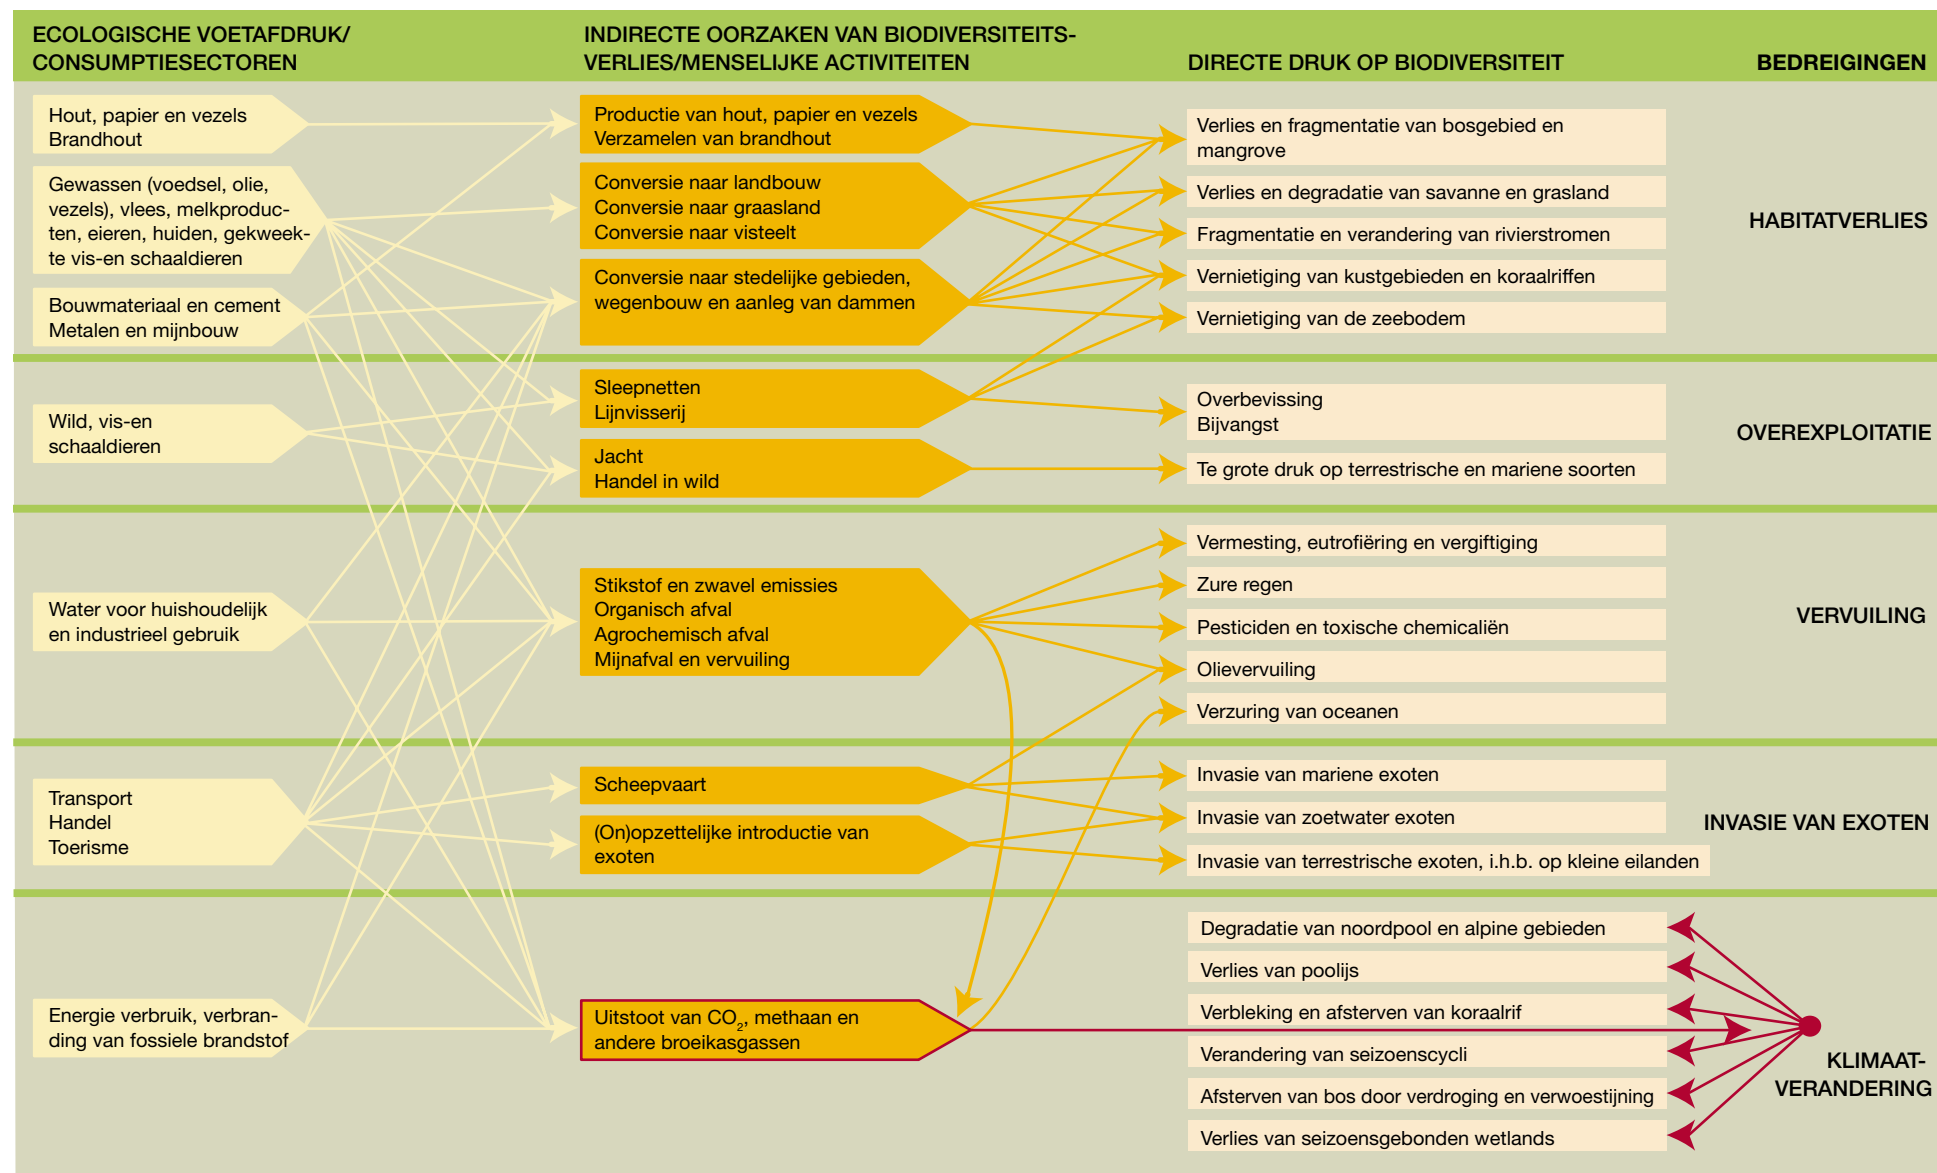 ECOLOGISCHE VOETAFDRUK/
CONSUMPTIESECTOREN
INDIRECTE OORZAKEN VAN BIODIVERSITEITS-
VERLIES/MENSELIJKE ACTIVITEITEN
DIRECTE DRUK OP BIODIVERSITEIT
BEDREIGINGEN
Hout, papier en vezels
Brandhout
Gewassen (voedsel, olie,
vezels), vlees, melkproduc-
ten, eieren, huiden, gekweek-
te vis-en schaaldieren
Bouwmateriaal en cement
Metalen en mijnbouw
Productie van hout, papier en vezels
Verzamelen van brandhout
Conversie naar landbouw
Conversie naar graasland
Conversie naar visteelt
Conversie naar stedelijke gebieden,
wegenbouw en aanleg van dammen
Verlies en fragmentatie van bosgebied en
mangrove
Verlies en degradatie van savanne en grasland
Fragmentatie en verandering van rivierstromen
Vernietiging van kustgebieden en koraalriffen
Vernietiging van de zeebodem
HABITATVERLIES
Wild, vis-en
schaaldieren
Sleepnetten
Lijnvisserij
Jacht
Handel in wild
Overbevissing
Bijvangst
Te grote druk op terrestrische en mariene soorten
OVEREXPLOITATIE
Water voor huishoudelijk
en industrieel gebruik
Stikstof en zwavel emissies
Organisch afval
Agrochemisch afval
Mijnafval en vervuiling
Vermesting, eutrofiëring en vergiftiging
Zure regen
Pesticiden en toxische chemicaliën
Olievervuiling
Verzuring van oceanen
VERVUILING
Transport
Handel
Toerisme
Scheepvaart
(On)opzettelijke introductie van
exoten
Invasie van mariene exoten
Invasie van zoetwater exoten
Invasie van terrestrische exoten, i.h.b. op kleine eilanden
INVASIE VAN EXOTEN
Energie verbruik, verbran-
ding van fossiele brandstof
Uitstoot van CO₂, methaan en
andere broeikasgassen
Degradatie van noordpool en alpine gebieden
Verlies van poolijs
Verbleking en afsterven van koraalrif
Verandering van seizoenscycli
Afsterven van bos door verdroging en verwoestijning
Verlies van seizoensgebonden wetlands
KLIMAAT-
VERANDERING